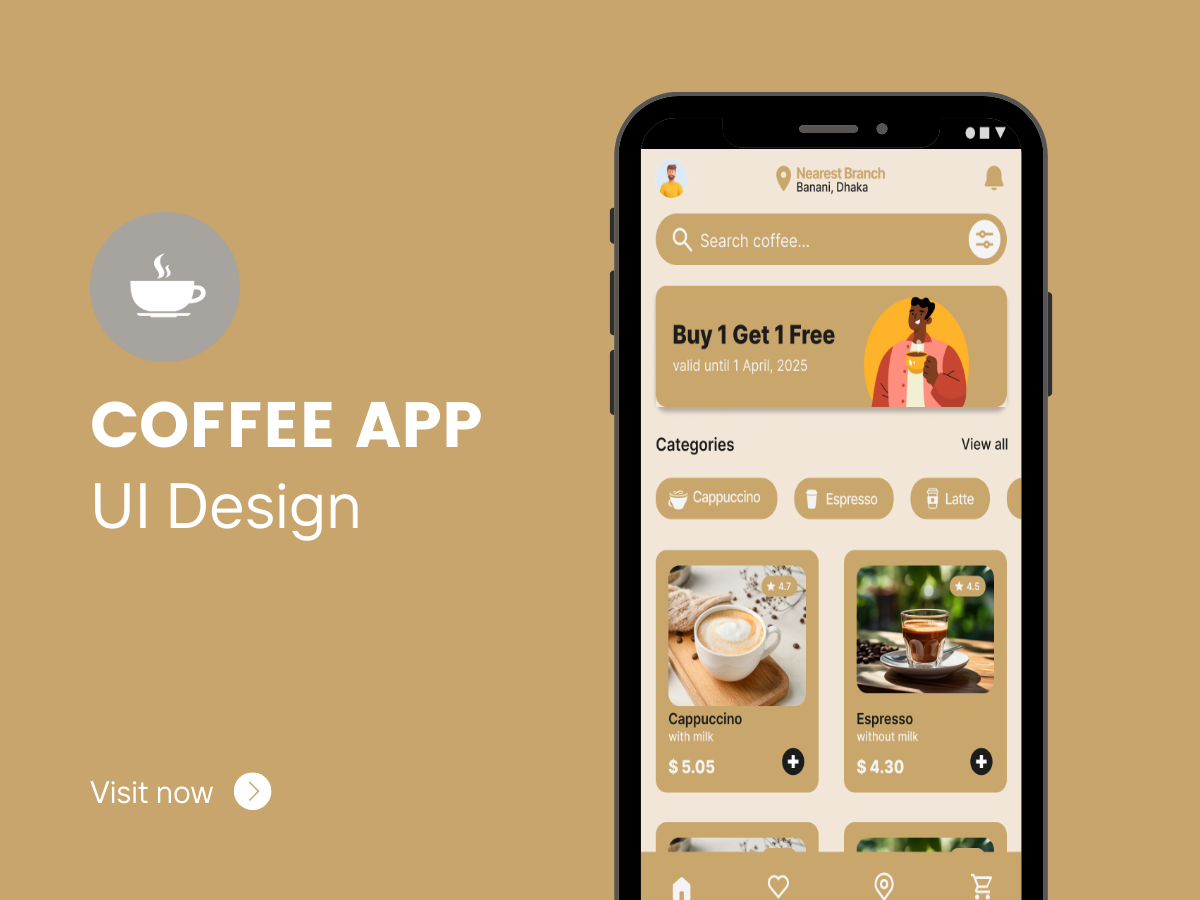 COFFEE APP
UI Design
Visit now
Nearest Branch
Banani, Dhaka
Search coffee...
Buy 1 Get 1 Free
valid until 1 April, 2025
Categories
View all
Cappuccino
Espresso
Latte
4.7
Cappuccino
with milk
$ 5.05
4.5
Espresso
without milk
$ 4.30